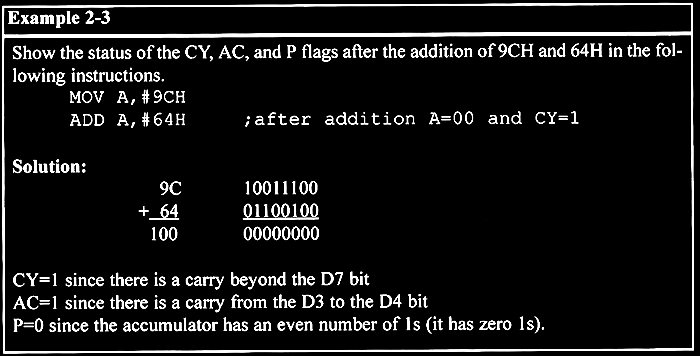 Example 2-3
Show the status of the CY, AC, and P flags after the addition of 9CH and 64H in the fol-
lowing instructions.
MOV A,#9CH
ADD A,#64H ;after addition A=00 and CY=1
Solution:
9C 10011100
+ 64 01100100
100 00000000
CY=1 since there is a carry beyond the D7 bit
AC=1 since there is a carry from the D3 to the D4 bit
P=0 since the accumulator has an even number of 1s (it has zero 1s).